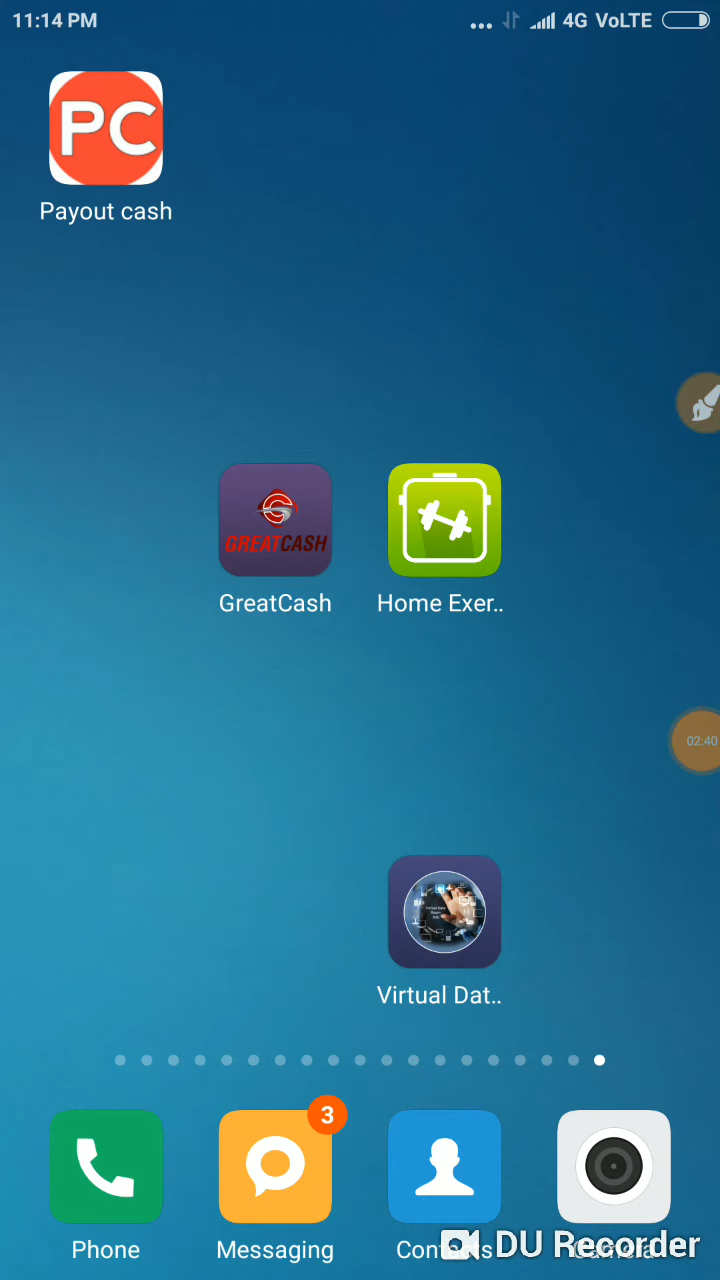 11:14 PM
... 4G VoLTE
PC
Payout cash
GREATCASH
GreatCash
Home Exer..
02:40
Virtual Dat..
3
Phone
Messaging
Contacts
Camera
DU Recorder